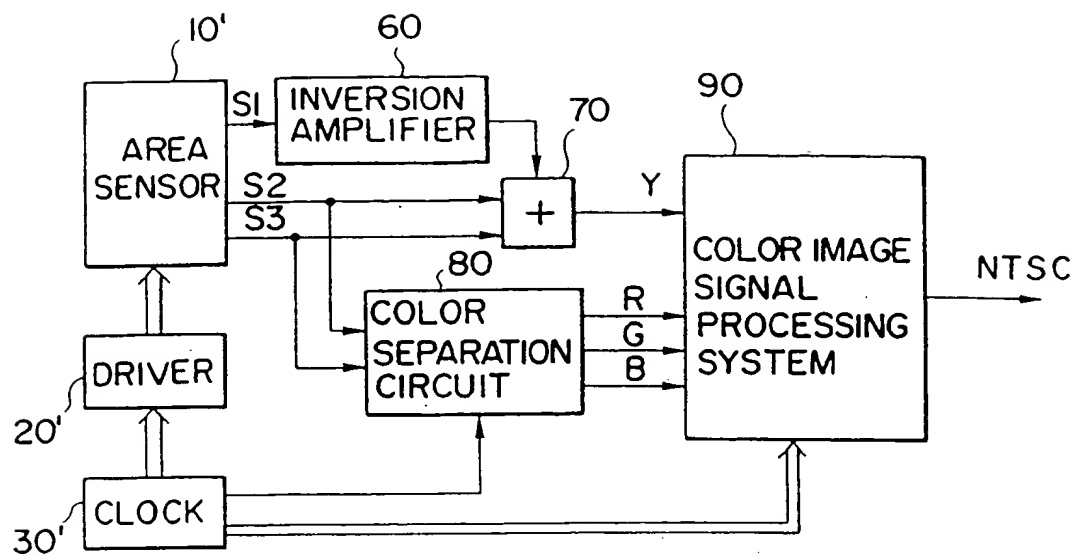 10'
AREA
SENSOR
S1
S2
S3
60
INVERSION
AMPLIFIER
70
+
Y
90
COLOR IMAGE
SIGNAL
PROCESSING
SYSTEM
NTSC
80
COLOR
SEPARATION
CIRCUIT
R
G
B
DRIVER
20'
CLOCK
30'